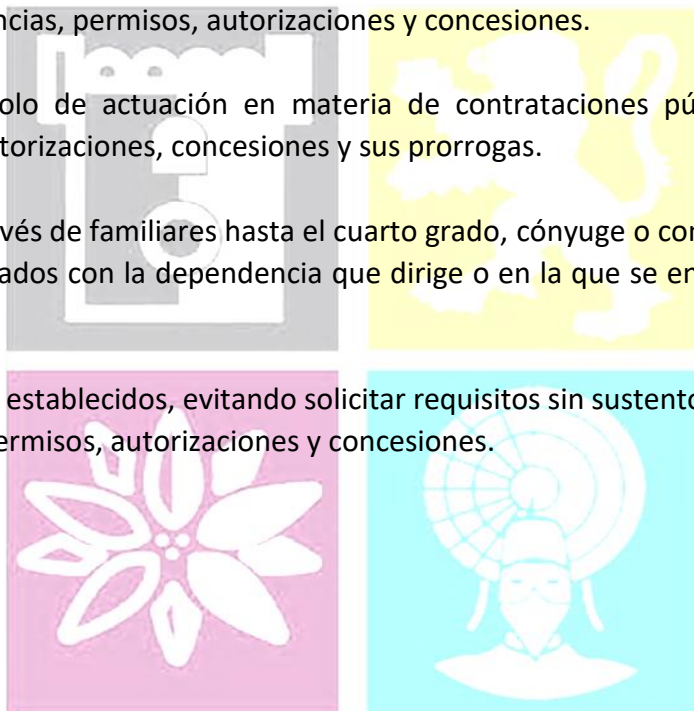 ncias, permisos, autorizaciones y concesiones.
olo de actuación en materia de contrataciones pú
torizaciones, concesiones y sus prorrogas.
vés de familiares hasta el cuarto grado, cónyuge o con
ados con la dependencia que dirige o en la que se en
establecidos, evitando solicitar requisitos sin sustento
ermisos, autorizaciones y concesiones.